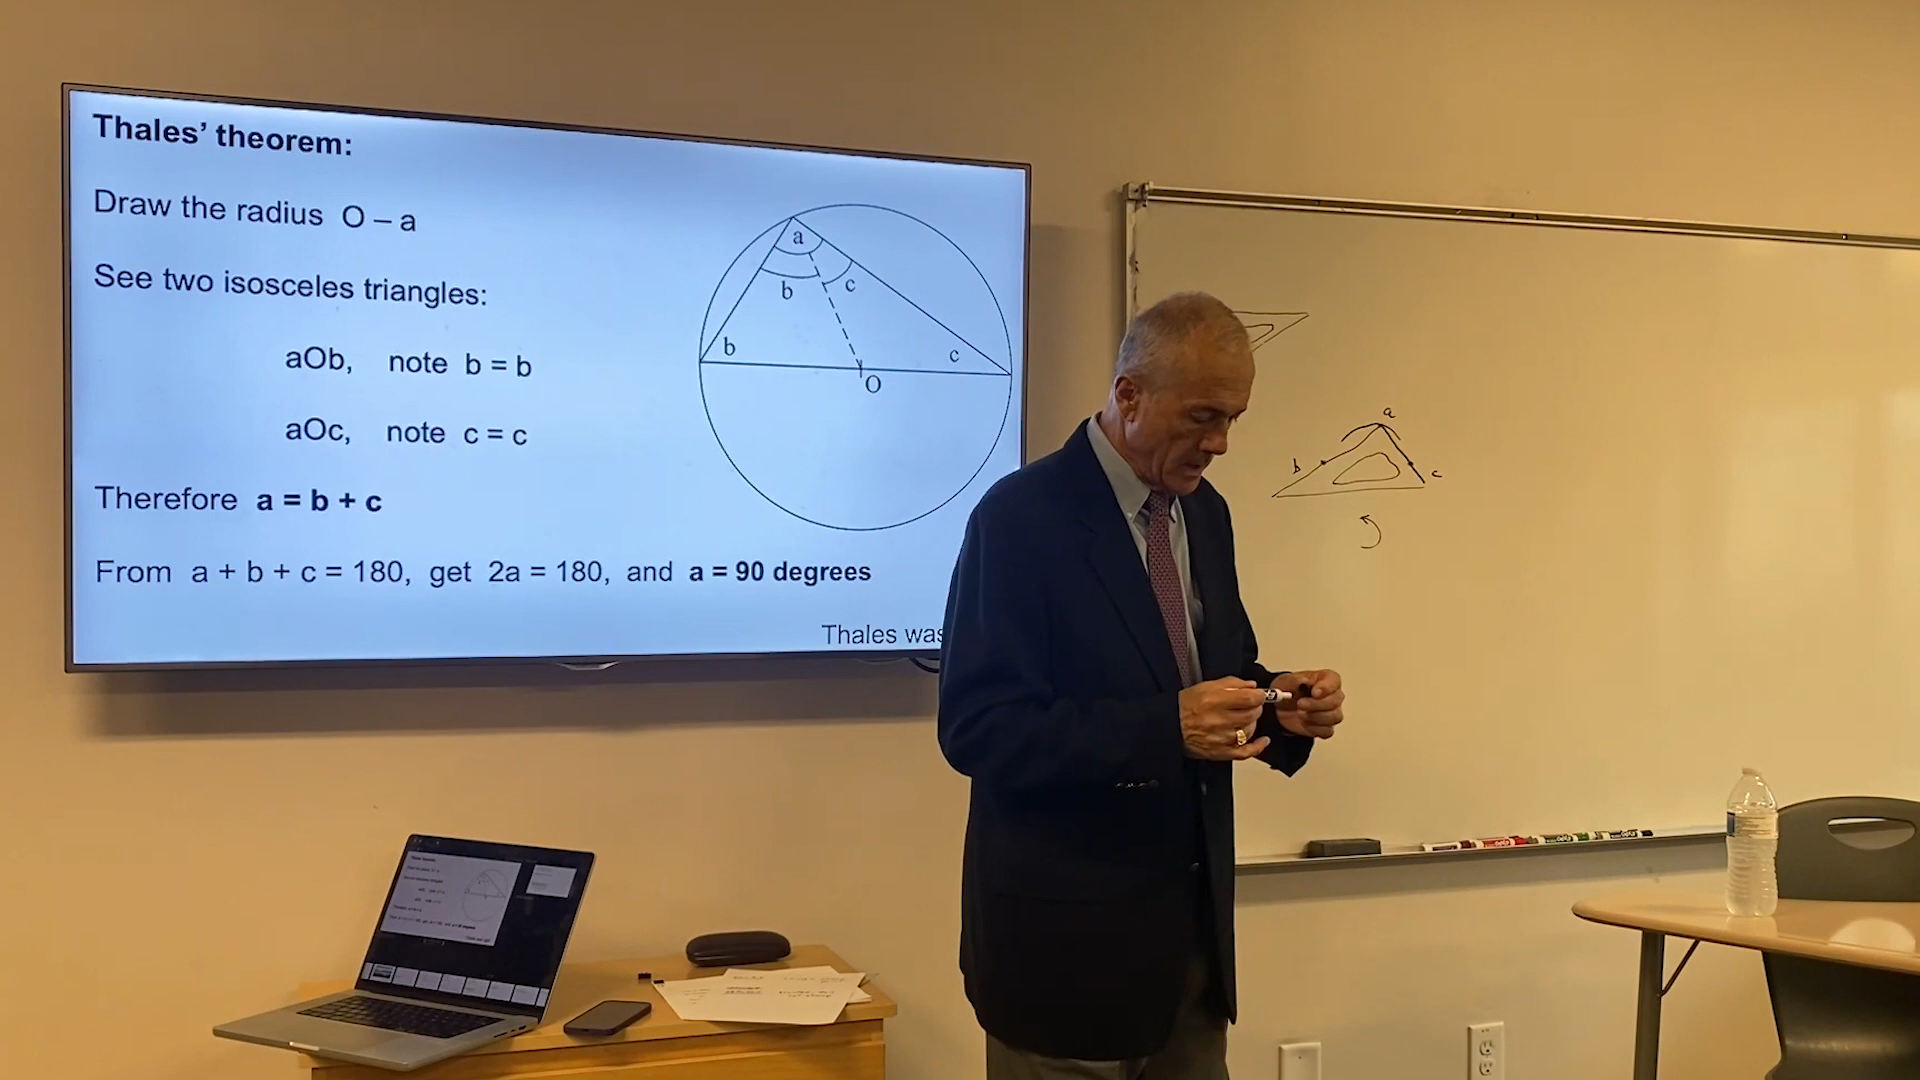 Thales' theorem:
Draw the radius O – a
See two isosceles triangles:
aOb, note b = b
aOc, note c = c
Therefore a = b + c
From a + b + c = 180, get 2a = 180, and a = 90 degrees
Thales was
a
b
c
b
c
O
a
b
c